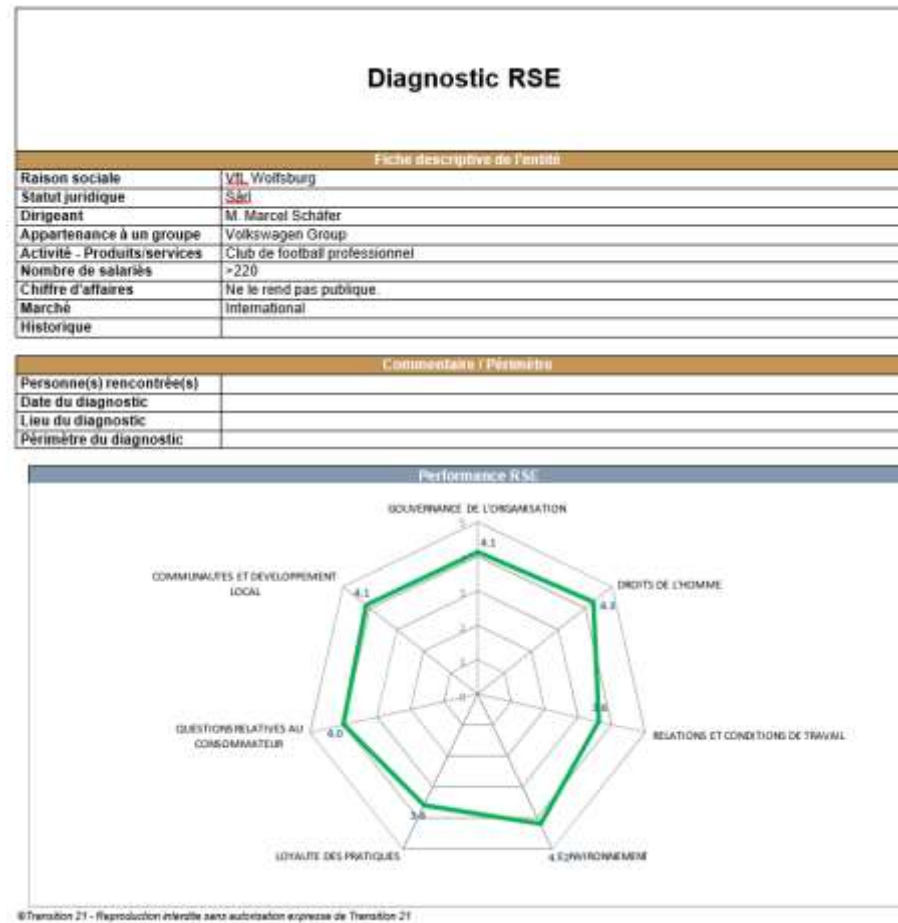 Diagnostic RSE
Fiche descriptive de l'entité
Raison sociale VfL Wolfsburg
Statut juridique Sàrl
Dirigeant M. Marcel Schäfer
Appartenance à un groupe Volkswagen Group
Activité - Produits/services Club de football professionnel
Nombre de salariés >220
Chiffre d'affaires Ne le rend pas publique.
Marché International
Historique
Commentaire / Périmètre
Personne(s) rencontrée(s)
Date du diagnostic
Lieu du diagnostic
Périmètre du diagnostic
Performance RSE
GOUVERNANCE DE L'ORGANISATION
5
4.1
COMMUNAUTES ET DEVELOPPEMENT
LOCAL
4.1
DROITS DE L'HOMME
4.3
3
2
1
0
QUESTIONS RELATIVES AU
CONSOMMATEUR
4.0
RELATIONS ET CONDITIONS DE TRAVAIL
LOYAUTE DES PRATIQUES
ENVIRONNEMENT
©Transition 21 - Reproduction interdite sans autorisation expresse de Transition 21